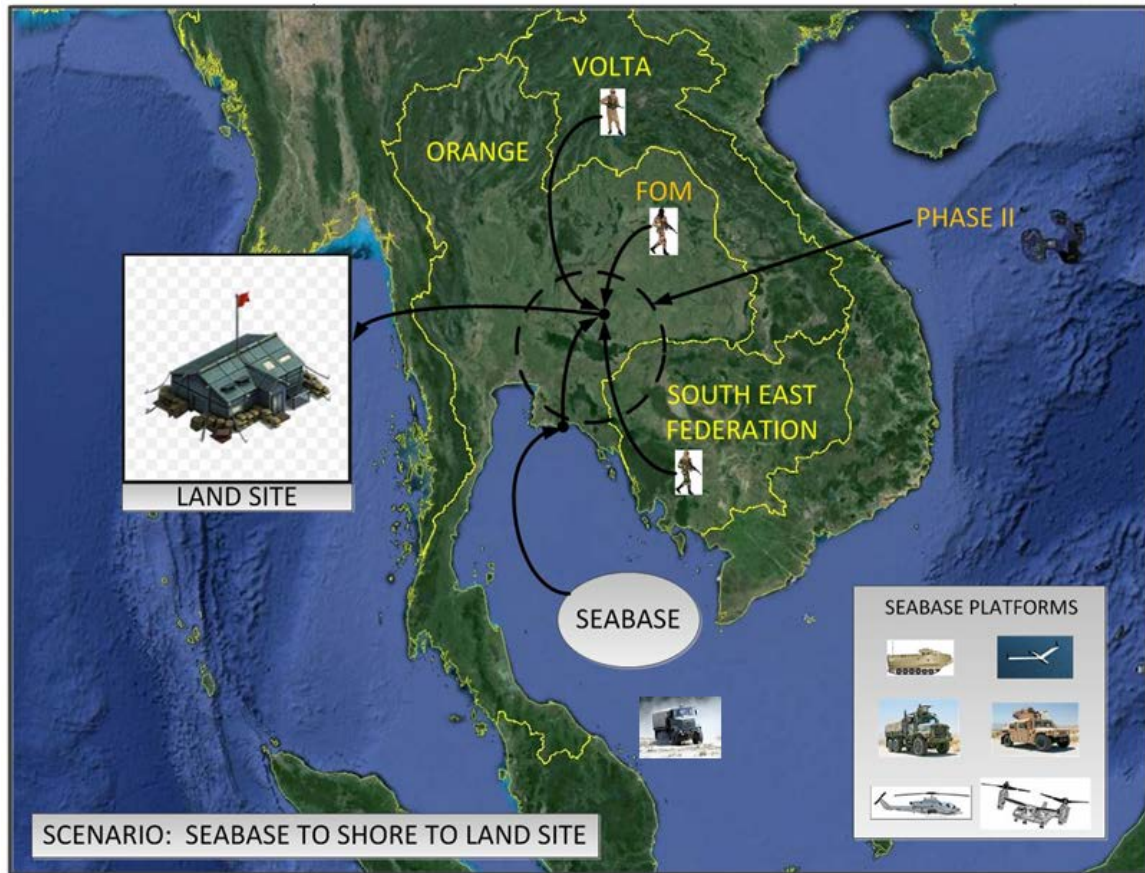 VOLTA
ORANGE
FOM
PHASE II
SOUTH EAST
FEDERATION
LAND SITE
SEABASE
SEABASE PLATFORMS
SCENARIO: SEABASE TO SHORE TO LAND SITE